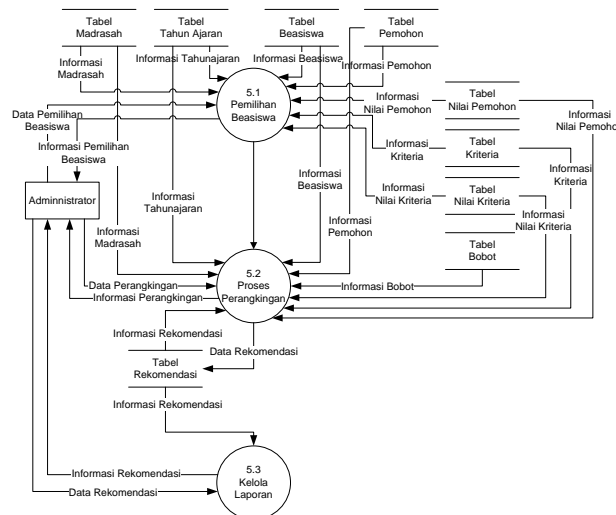 Tabel
Madrasah
Tabel
Tahun Ajaran
Tabel
Beasiswa
Tabel
Pemohon
Informasi
Madrasah
Informasi Tahunajaran
Informasi Beasiswa
Informasi Pemohon
5.1
Pemilihan
Beasiswa
Data Pemilihan
Beasiswa
Informasi Pemilihan
Beasiswa
Informasi
Nilai Pemohon
Tabel
Nilai Pemohon
Informasi
Nilai Pemoho
Informasi
Kriteria
Tabel
Kriteria
Informasi
Kriteria
Informasi
Nilai Kriteria
Tabel
Nilai Kriteria
Informasi
Nilai Kriteria
Adminnistrator
Informasi
Madrasah
Informasi
Tahunajaran
Informasi
Beasiswa
Informasi
Pemohon
Tabel
Bobot
5.2
Proses
Perangkingan
Data Perangkingan
Informasi Perangkingan
Informasi Bobot
Informasi Rekomendasi
Data Rekomendasi
Tabel
Rekomendasi
Informasi Rekomendasi
5.3
Kelola
Laporan
Informasi Rekomendasi
Data Rekomendasi